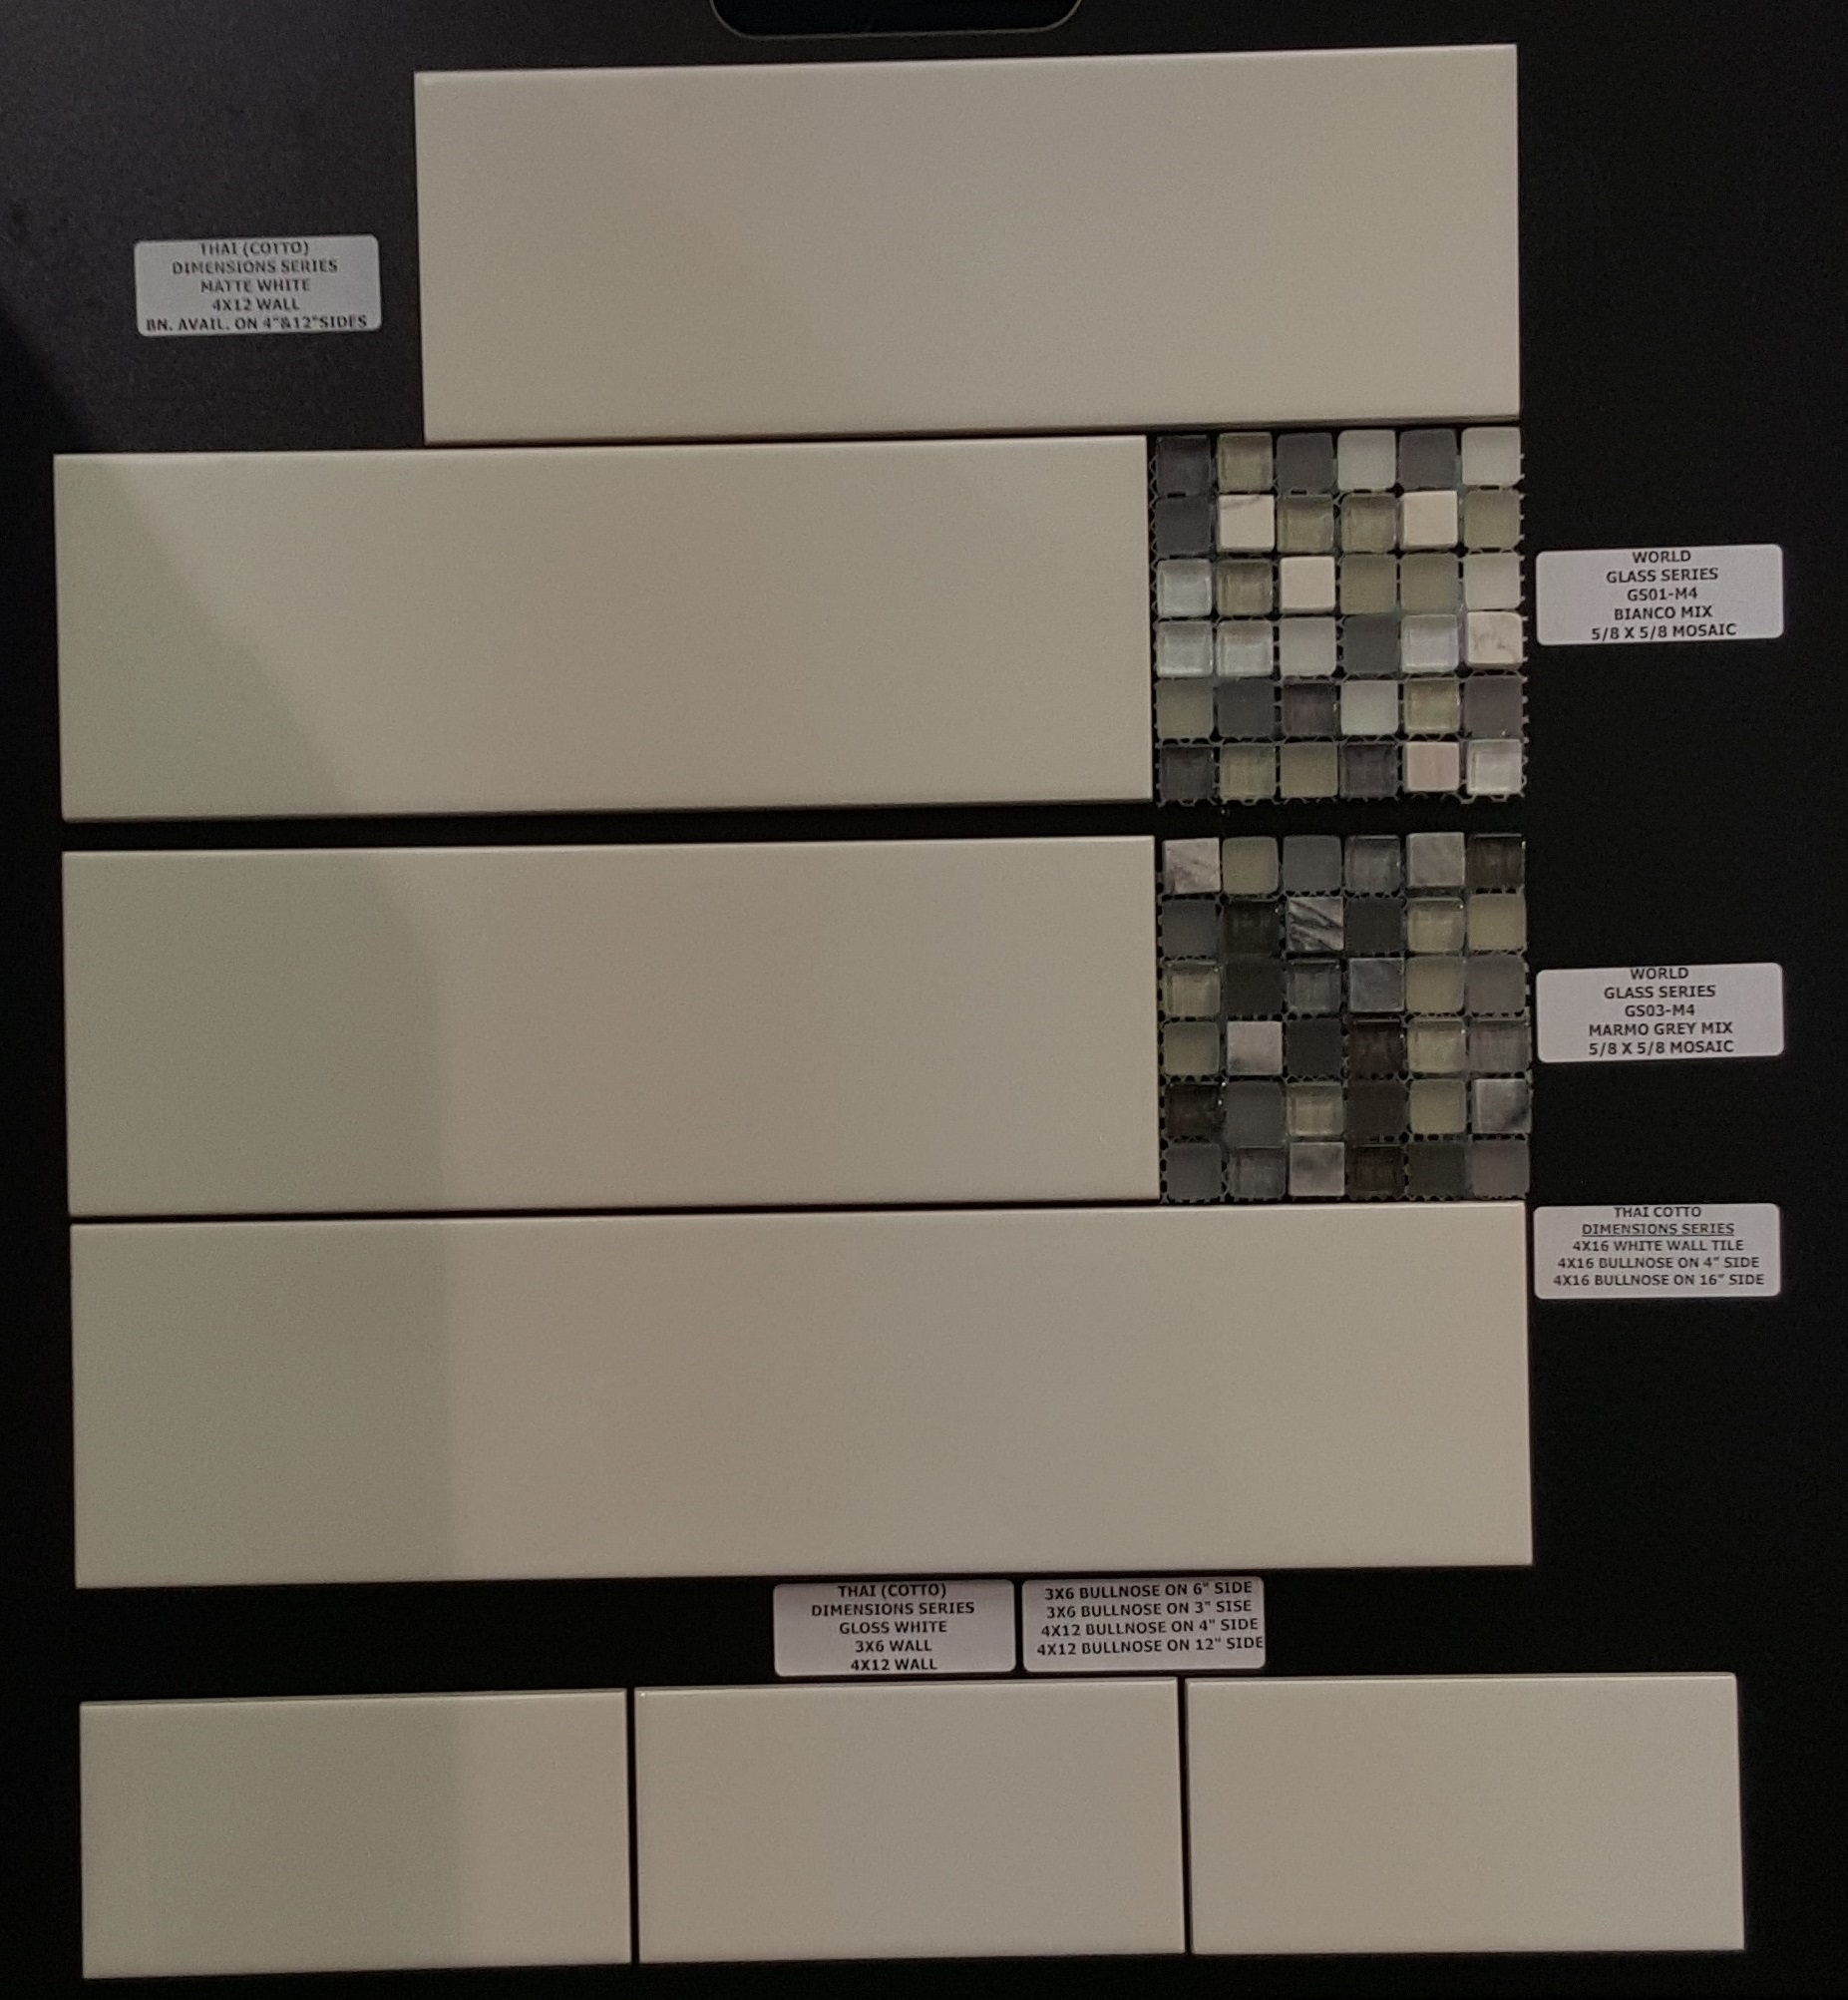 THAI (COTTO)
DIMENSIONS SERIES
MATTE WHITE
4X12 WALL
BN. AVAIL. ON 4"&12"SIDES
WORLD
GLASS SERIES
GS01-M4
BIANCO MIX
5/8 X 5/8 MOSAIC
WORLD
GLASS SERIES
GS03-M4
MARMO GREY MIX
5/8 X 5/8 MOSAIC
THAI COTTO
DIMENSIONS SERIES
4X16 WHITE WALL TILE
4X16 BULLNOSE ON 4" SIDE
4X16 BULLNOSE ON 16" SIDE
THAI (COTTO)
DIMENSIONS SERIES
GLOSS WHITE
3X6 WALL
4X12 WALL
3X6 BULLNOSE ON 6" SIDE
3X6 BULLNOSE ON 3" SISE
4X12 BULLNOSE ON 4" SIDE
4X12 BULLNOSE ON 12" SIDE